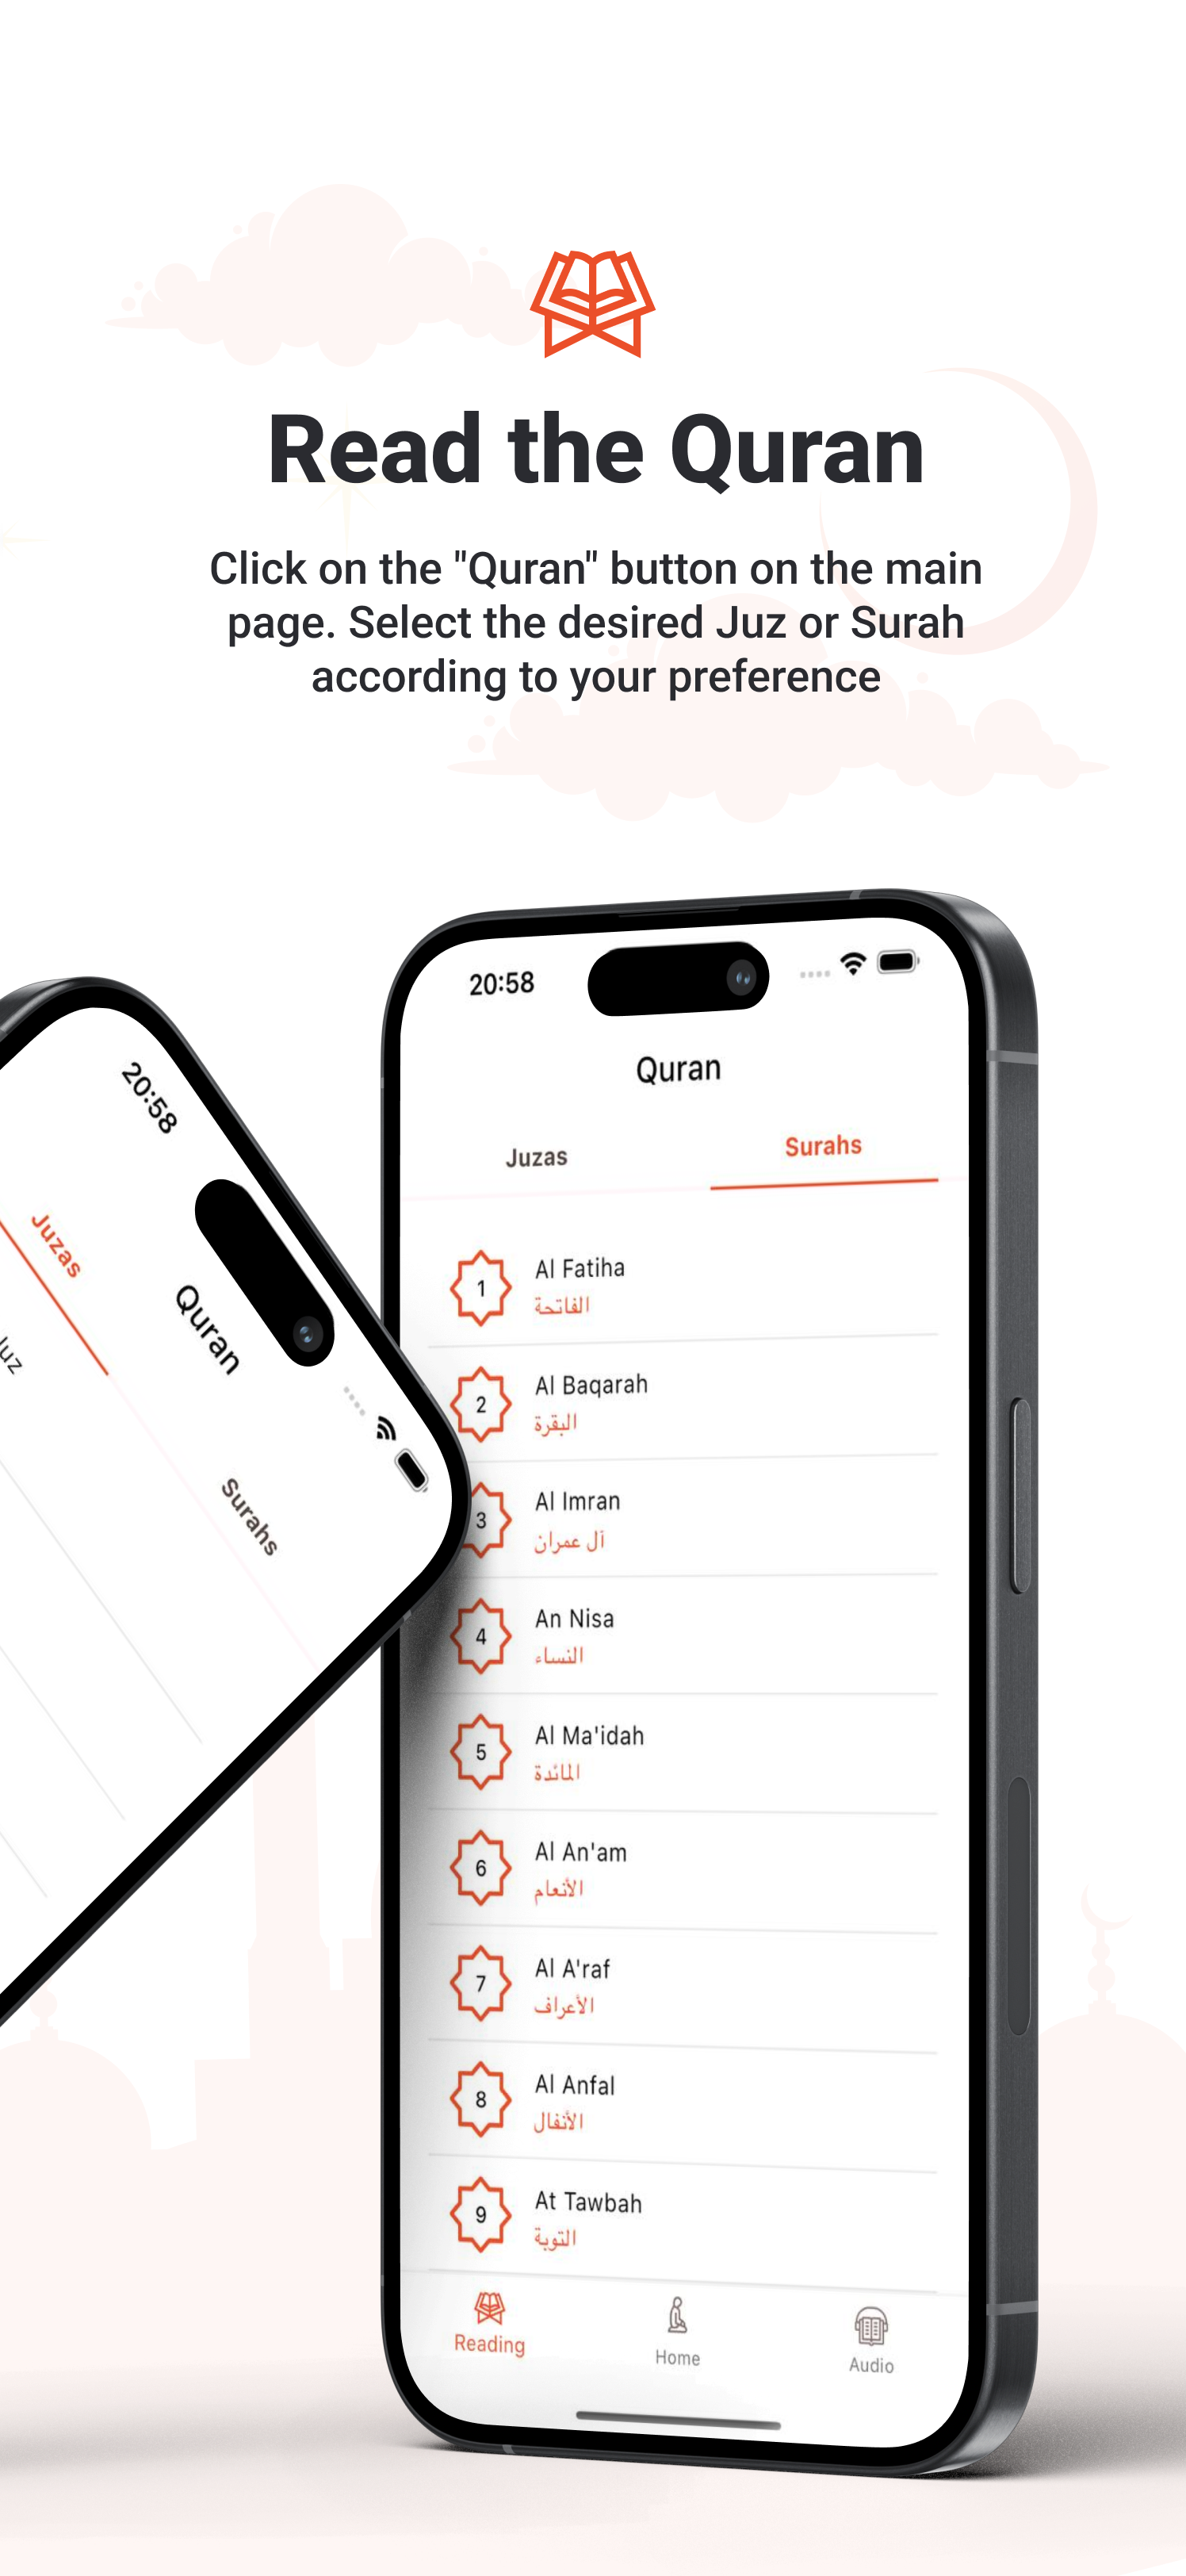 Read the Quran
Click on the "Quran" button on the main
page. Select the desired Juz or Surah
according to your preference
20:58
Juzas
Quran
Surahs
20:58
Quran
Juzas
Surahs
1
Al Fatiha
الفاتحة
2
Al Baqarah
البقرة
3
Al Imran
آل عمران
4
An Nisa
النساء
5
Al Ma'idah
المائدة
6
Al An'am
الأنعام
7
Al A'raf
الأعراف
8
Al Anfal
الأنفال
9
At Tawbah
التوبة
Reading
Home
Audio